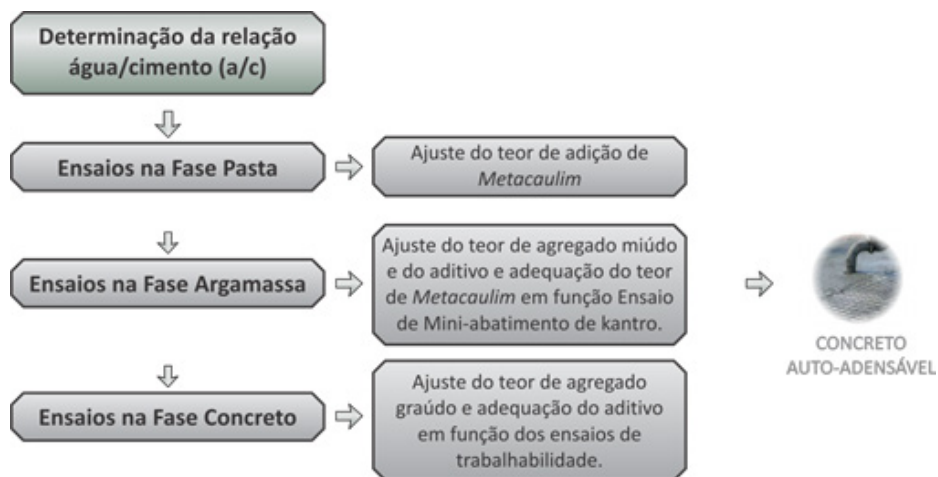 Determinação da relação
água/cimento (a/c)
Ensaios na Fase Pasta
Ajuste do teor de adição de
Metacaulim
Ensaios na Fase Argamassa
Ajuste do teor de agregado miúdo
e do aditivo e adequação do teor
de Metacaulim em função Ensaio
de Mini-abatimento de kantro.
Ensaios na Fase Concreto
Ajuste do teor de agregado
graúdo e adequação do aditivo
em função dos ensaios de
trabalhabilidade.
CONCRETO
AUTO-ADENSÁVEL